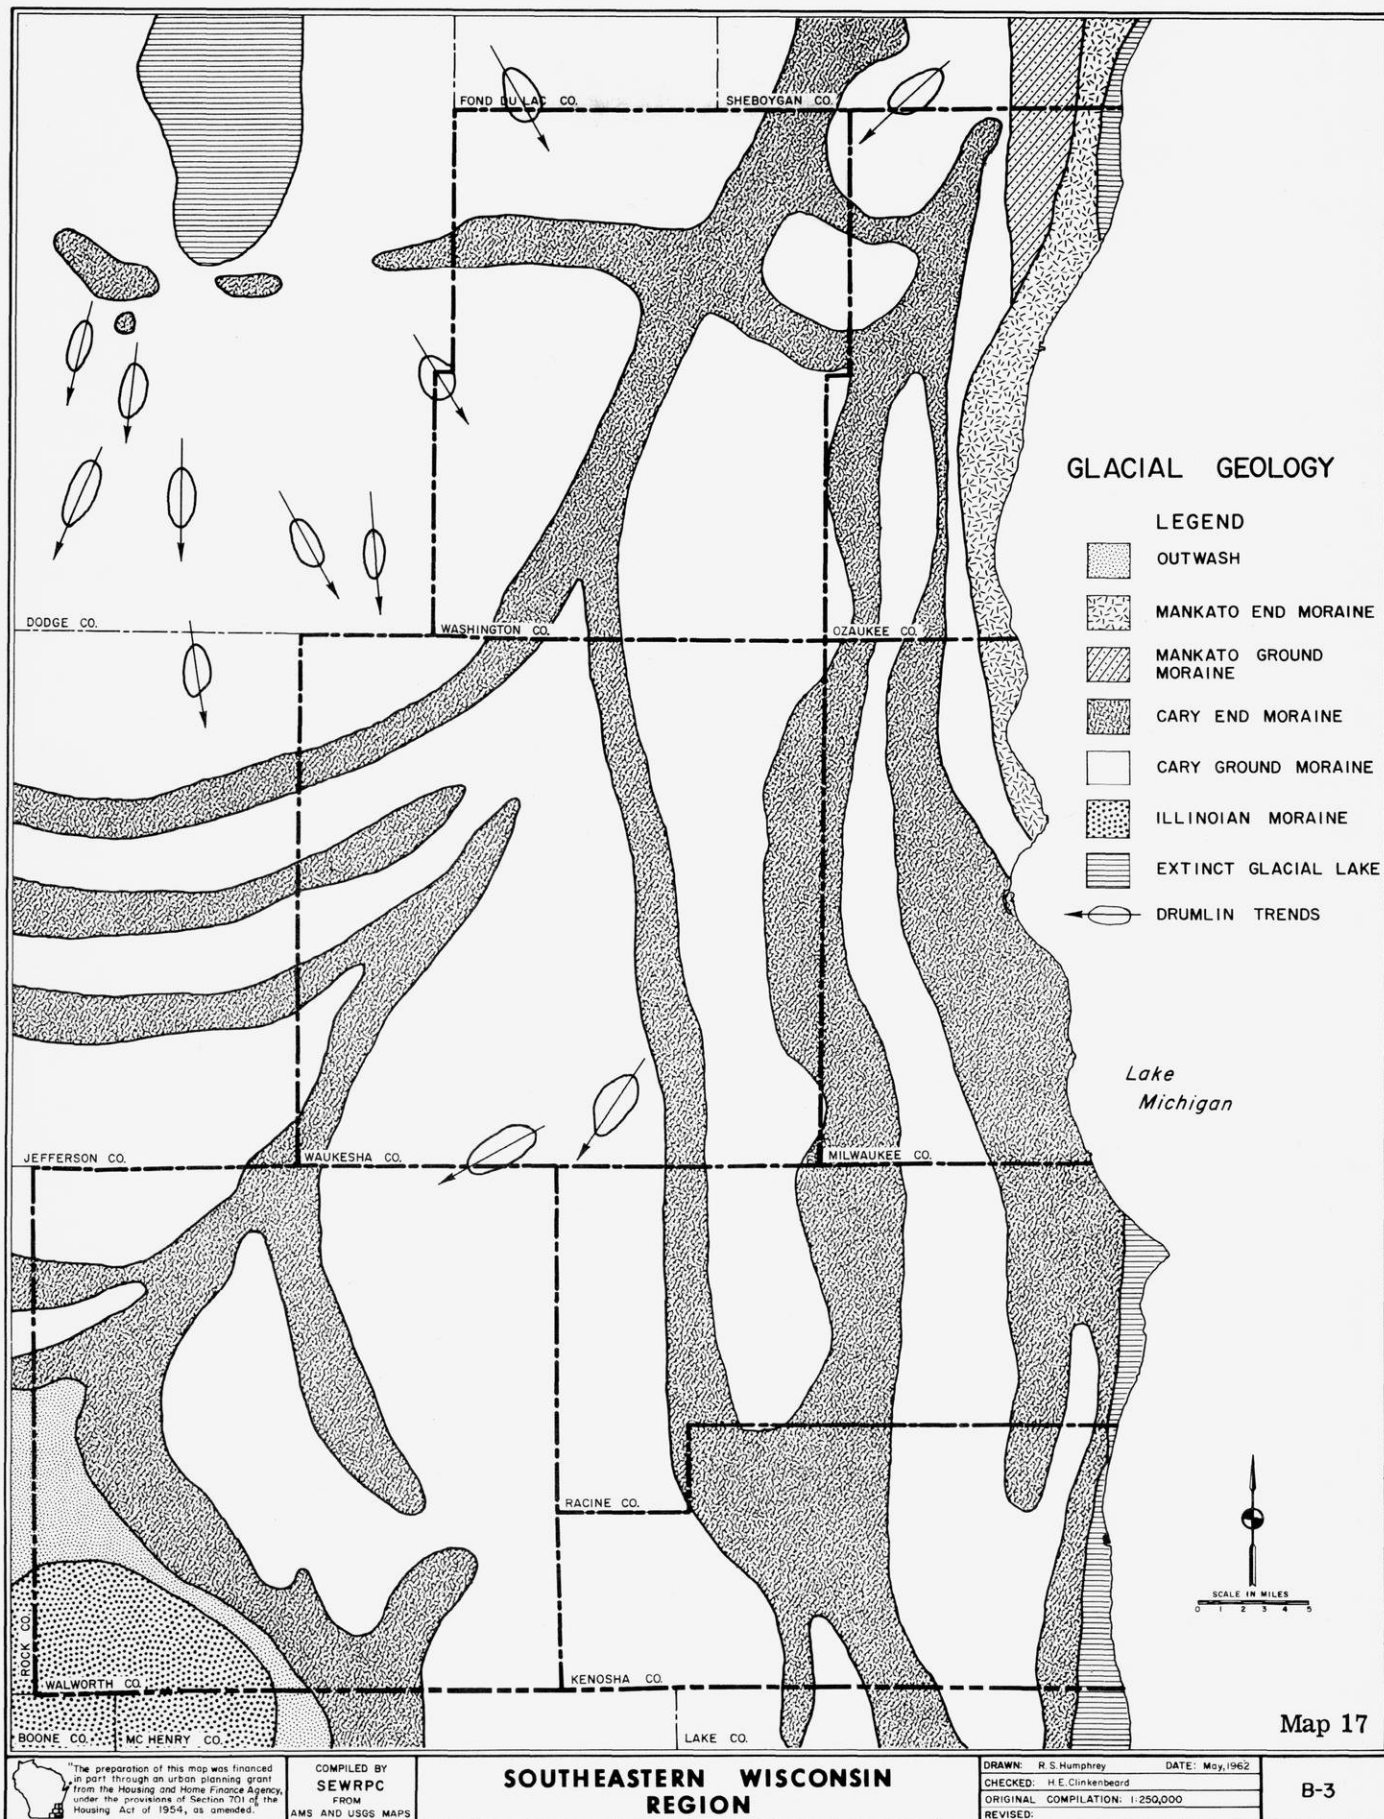 FOND DU LAC CO.
SHEBOYGAN CO.
GLACIAL GEOLOGY
LEGEND
OUTWASH
MANKATO END MORAINE
MANKATO GROUND
MORAINE
CARY END MORAINE
CARY GROUND MORAINE
ILLINOIAN MORAINE
EXTINCT GLACIAL LAKE
DRUMLIN TRENDS
DODGE CO.
WASHINGTON CO.
OZAUKEE CO.
Lake
Michigan
JEFFERSON CO.
WAUKESHA CO.
MILWAUKEE CO.
RACINE CO.
SCALE IN MILES
0 1 2 3 4 5
ROCK CO.
WALWORTH CO.
KENOSHA CO.
BOONE CO.
MC HENRY CO.
LAKE CO.
Map 17
"The preparation of this map was financed
in part through an urban planning grant
from the Housing and Home Finance Agency,
under the provisions of Section 701 of the
Housing Act of 1954, as amended."
COMPILED BY
SEWRPC
FROM
AMS AND USGS MAPS
SOUTHEASTERN WISCONSIN
REGION
DRAWN: R.S. Humphrey DATE: May, 1962
CHECKED: H.E. Clinkenbeard
ORIGINAL COMPILATION: 1:250,000
REVISED:
B-3